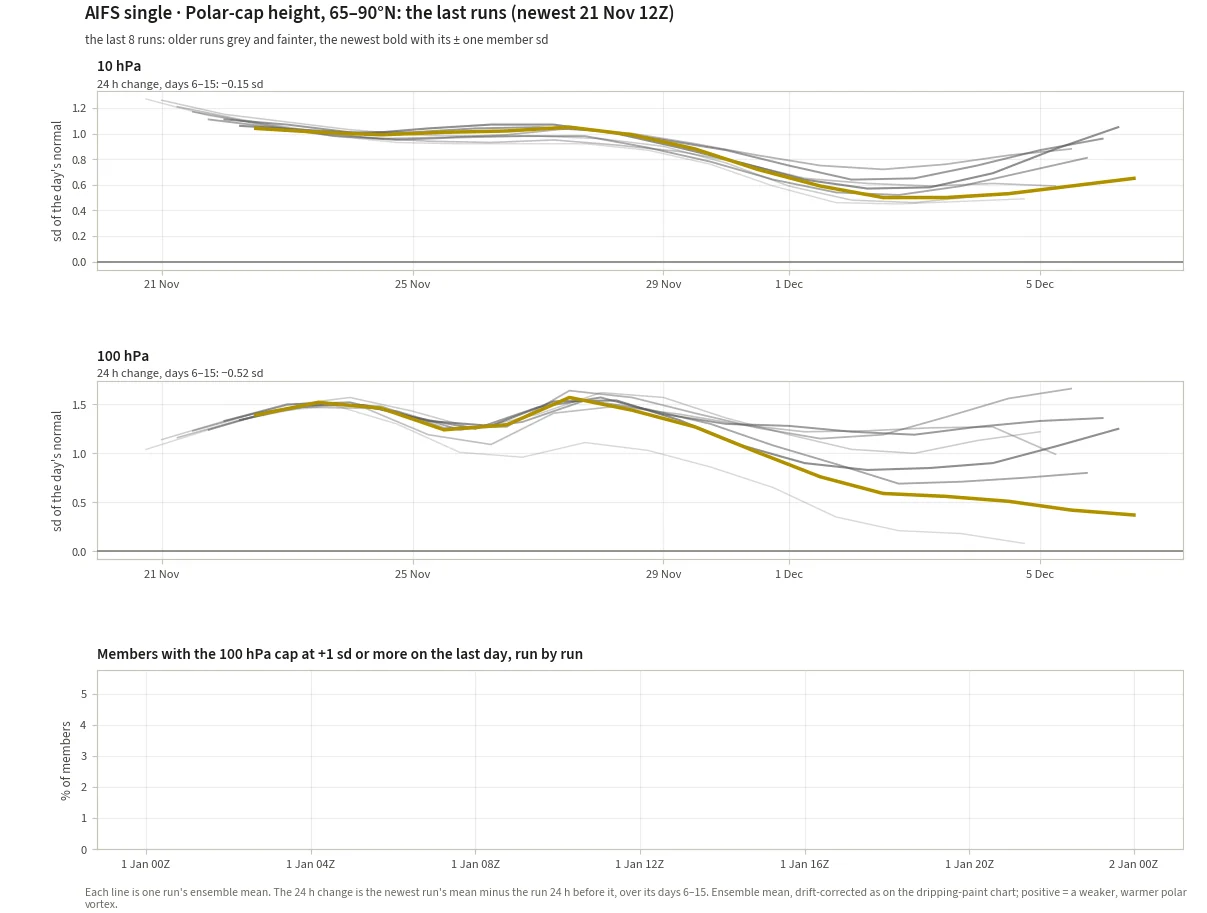 AIFS single · Polar-cap height, 65–90°N: the last runs (newest 21 Nov 12Z)
the last 8 runs: older runs grey and fainter, the newest bold with its ± one member sd
10 hPa
24 h change, days 6–15: −0.15 sd
sd of the day's normal
1.2
1.0
0.8
0.6
0.4
0.2
0.0
21 Nov
25 Nov
29 Nov
1 Dec
5 Dec
100 hPa
24 h change, days 6–15: −0.52 sd
sd of the day's normal
1.5
1.0
0.5
0.0
21 Nov
25 Nov
29 Nov
1 Dec
5 Dec
Members with the 100 hPa cap at +1 sd or more on the last day, run by run
% of members
5
4
3
2
1
0
1 Jan 00Z
1 Jan 04Z
1 Jan 08Z
1 Jan 12Z
1 Jan 16Z
1 Jan 20Z
2 Jan 00Z
Each line is one run's ensemble mean. The 24 h change is the newest run's mean minus the run 24 h before it, over its days 6–15. Ensemble mean, drift-corrected as on the dripping-paint chart; positive = a weaker, warmer polar
vortex.